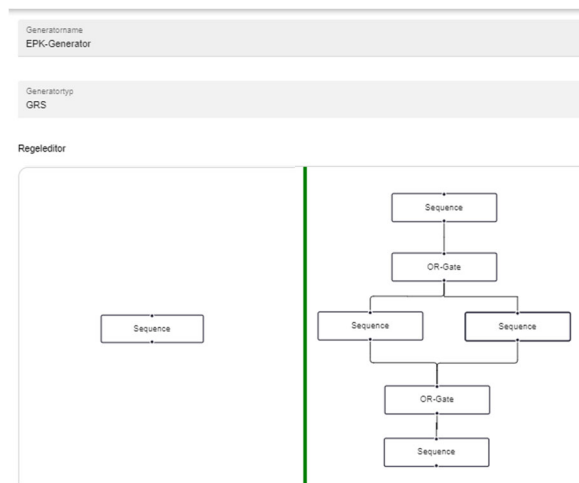 Generatorname
EPK-Generator
Generatortyp
GRS
Regeleditor
Sequence
Sequence
OR-Gate
Sequence
Sequence
OR-Gate
Sequence